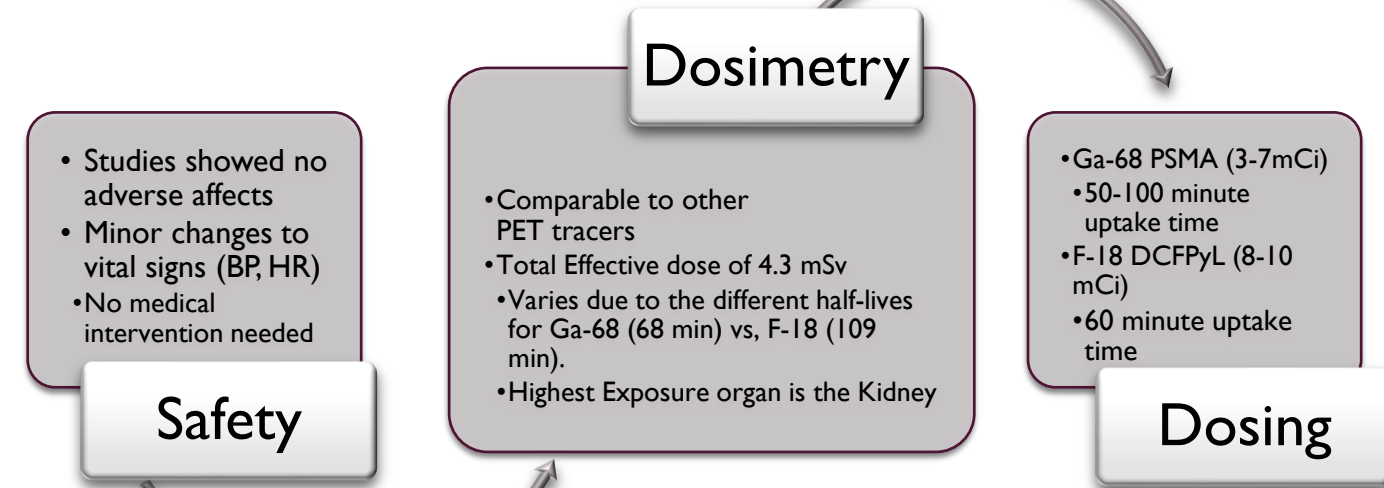 • Studies showed no
adverse affects
• Minor changes to
vital signs (BP, HR)
•No medical
intervention needed
Safety
Dosimetry
•Comparable to other
PET tracers
•Total Effective dose of 4.3 mSv
•Varies due to the different half-lives
for Ga-68 (68 min) vs, F-18 (109
min).
•Highest Exposure organ is the Kidney
•Ga-68 PSMA (3-7mCi)
•50-100 minute
uptake time
•F-18 DCFPyL (8-10
mCi)
•60 minute uptake
time
Dosing